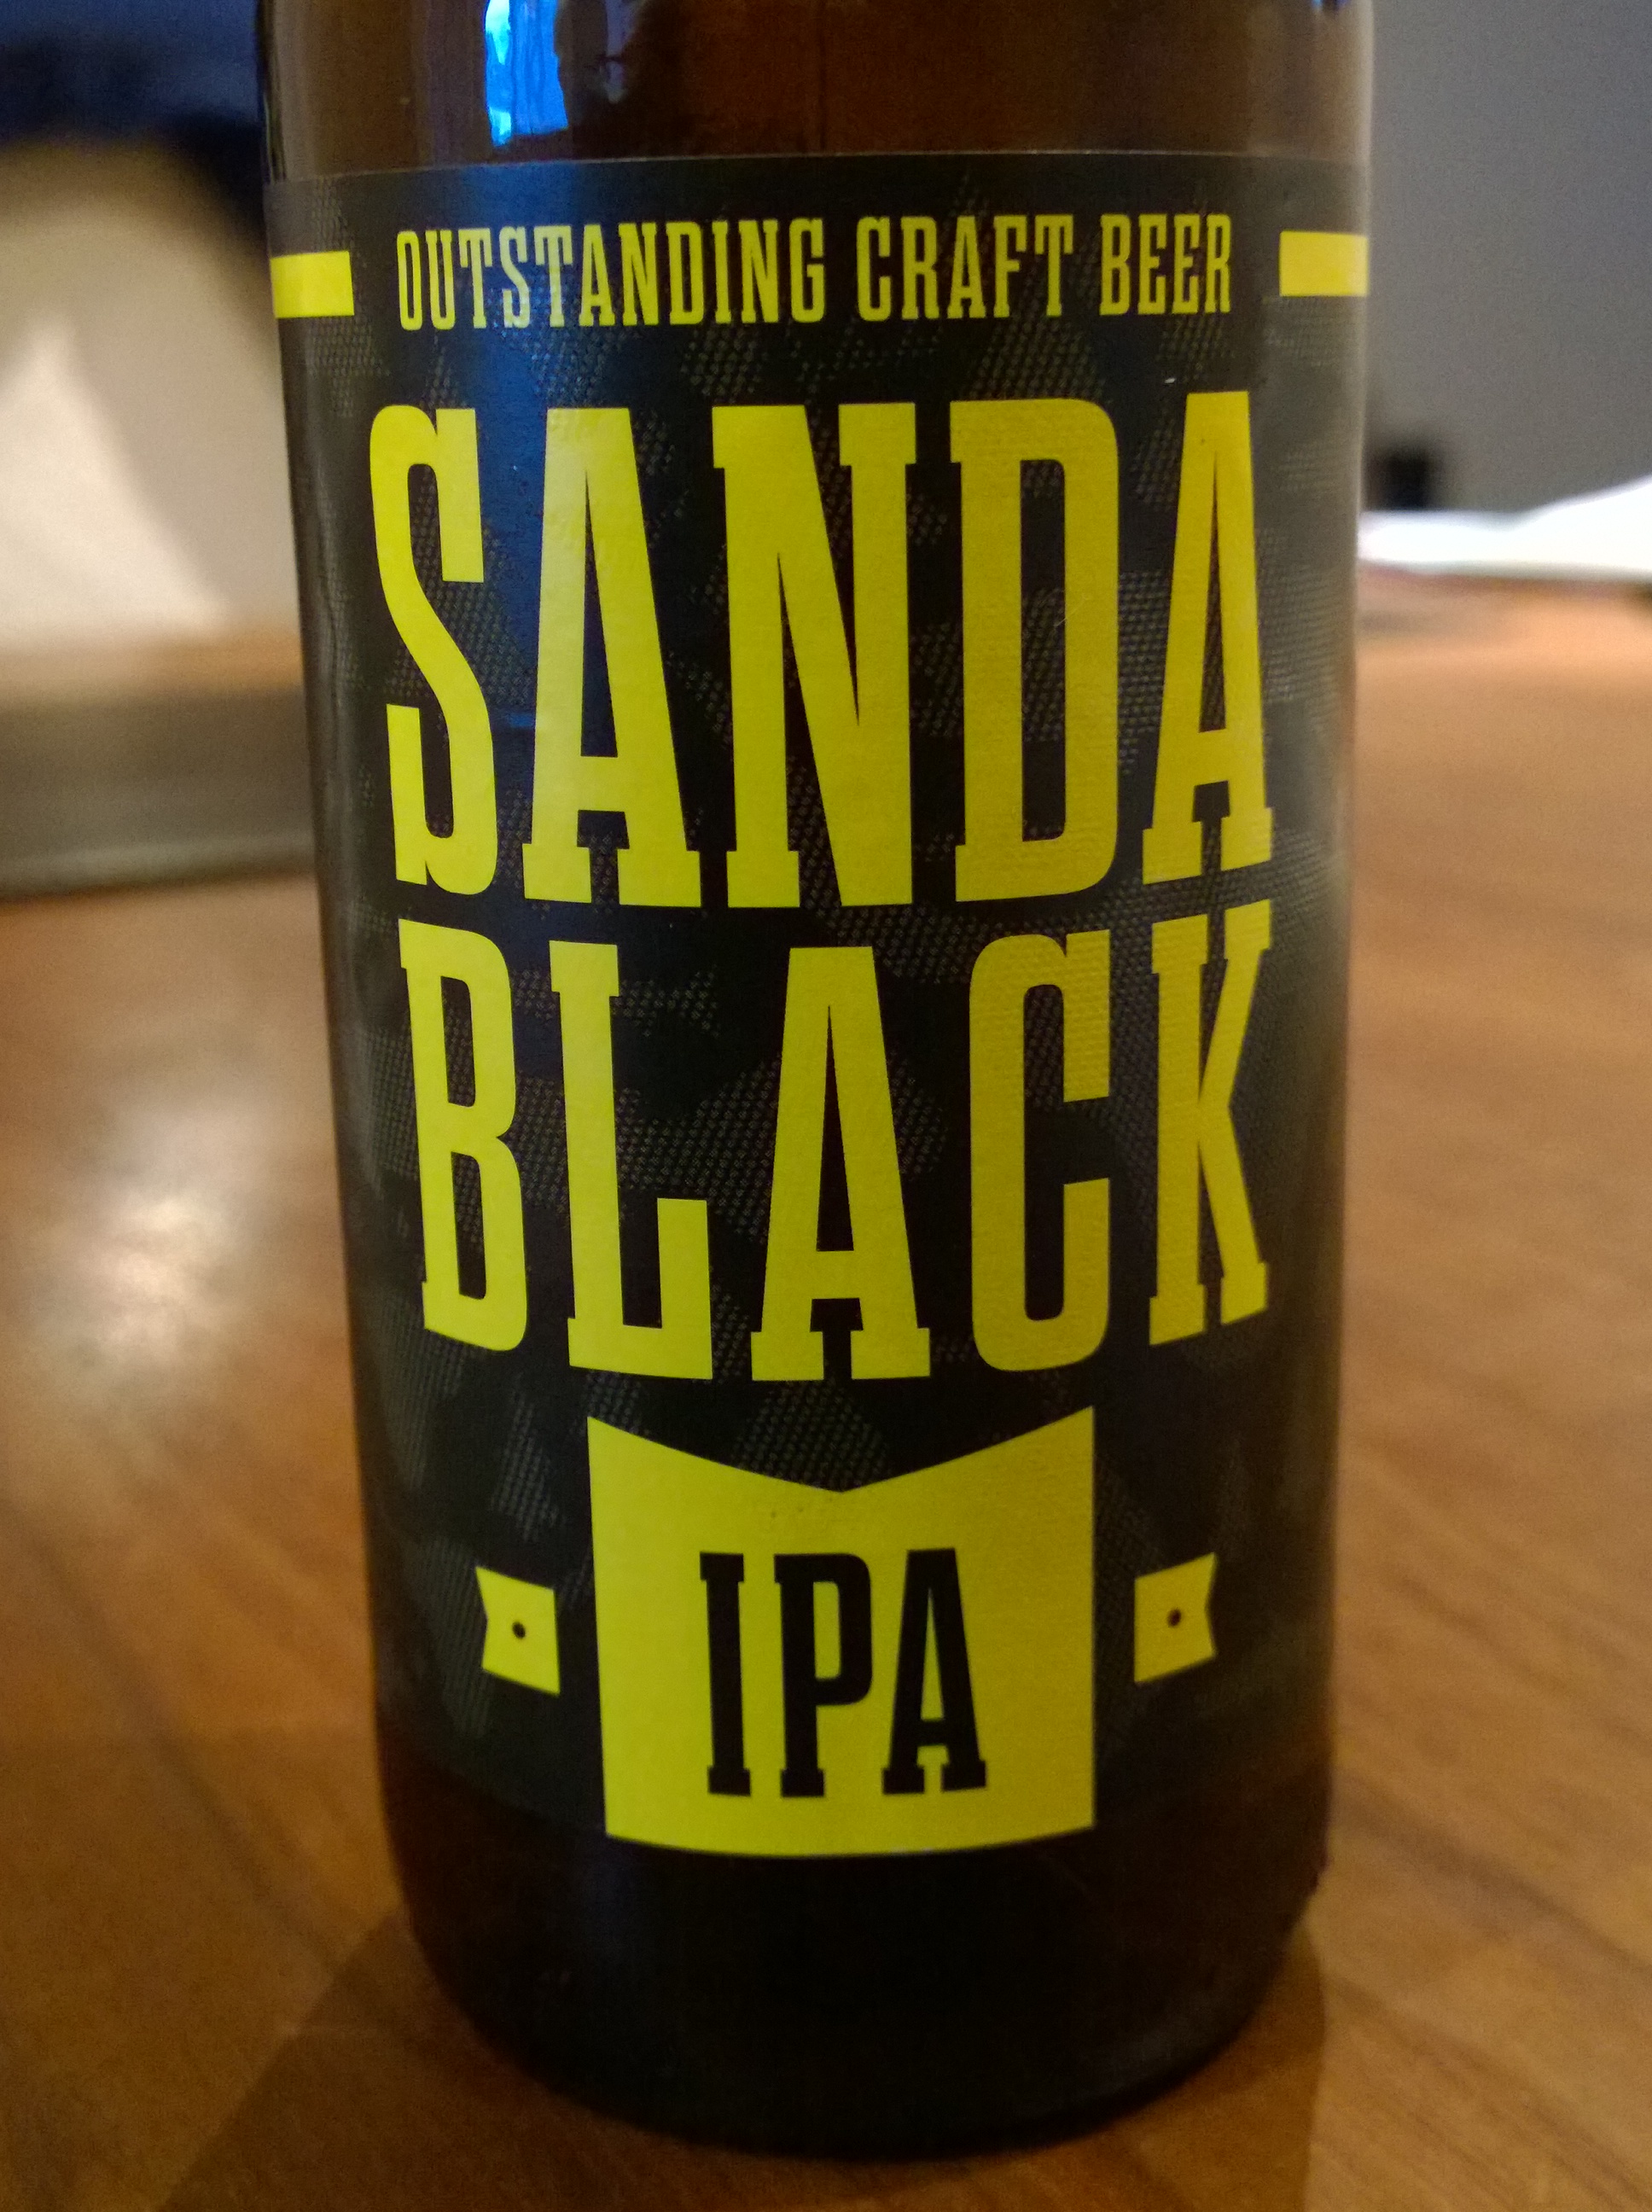 OUTSTANDING CRAFT BEER
SANDA
BLACK
IPA